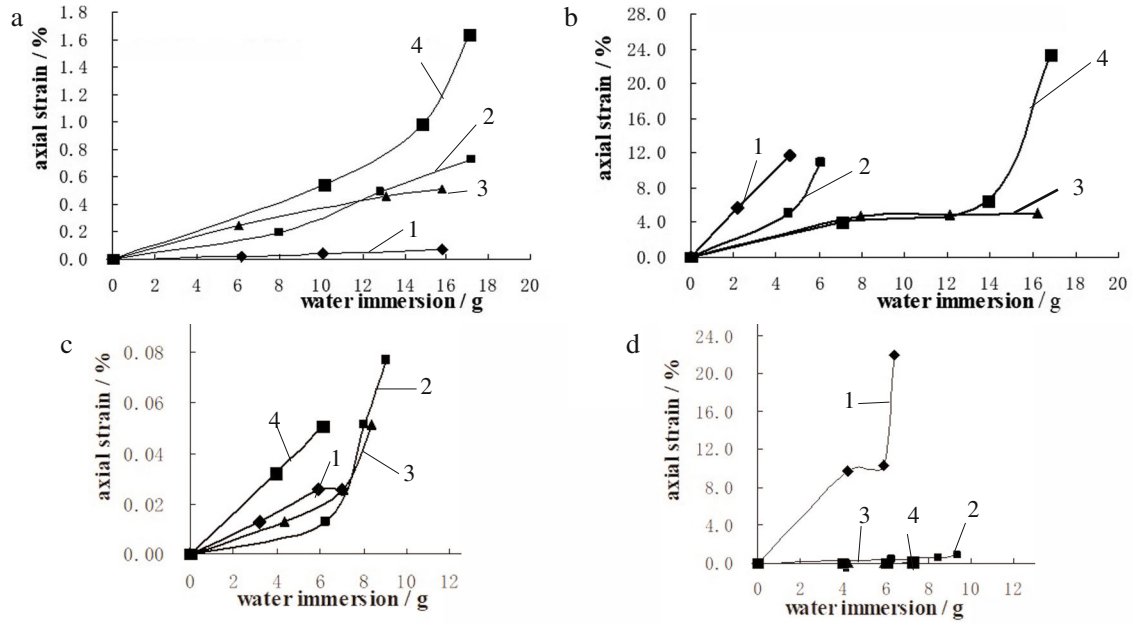 a
axial strain / %
1.8
1.6
1.4
1.2
1.0
0.8
0.6
0.4
0.2
0.0
4
2
3
1
0 2 4 6 8 10 12 14 16 18 20
water immersion / g
b
axial strain / %
28.0
24.0
20.0
16.0
12.0
8.0
4.0
0.0
1
2
4
3
0 2 4 6 8 10 12 14 16 18
water immersion / g
c
axial strain / %
0.08
0.06
0.04
0.02
0.00
4
1
2
3
0 2 4 6 8 10 12
water immersion / g
d
axial strain / %
24.0
20.0
16.0
12.0
8.0
4.0
0.0
1
3
4
2
0 2 4 6 8 10 12
water immersion / g